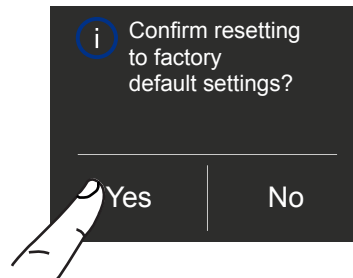 i Confirm resetting
to factory
default settings?
Yes No